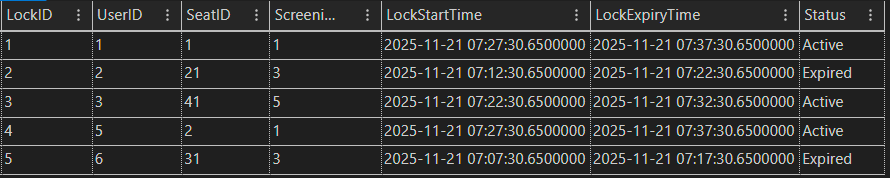 LockID UserID SeatID Screeni... LockStartTime LockExpiryTime Status
1 1 1 1 2025-11-21 07:27:30.6500000 2025-11-21 07:37:30.6500000 Active
2 2 21 3 2025-11-21 07:12:30.6500000 2025-11-21 07:22:30.6500000 Expired
3 3 41 5 2025-11-21 07:22:30.6500000 2025-11-21 07:32:30.6500000 Active
4 5 2 1 2025-11-21 07:27:30.6500000 2025-11-21 07:37:30.6500000 Active
5 6 31 3 2025-11-21 07:07:30.6500000 2025-11-21 07:17:30.6500000 Expired